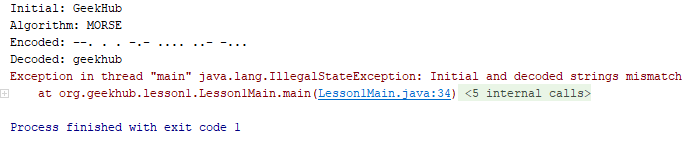 Initial: GeekHub
Algorithm: MORSE
Encoded: --. . . -.- .... ..- -...
Decoded: geekhub
Exception in thread "main" java.lang.IllegalStateException: Initial and decoded strings mismatch
at org.geekhub.lesson1.Lesson1Main.main(Lesson1Main.java:34) <5 internal calls>
Process finished with exit code 1